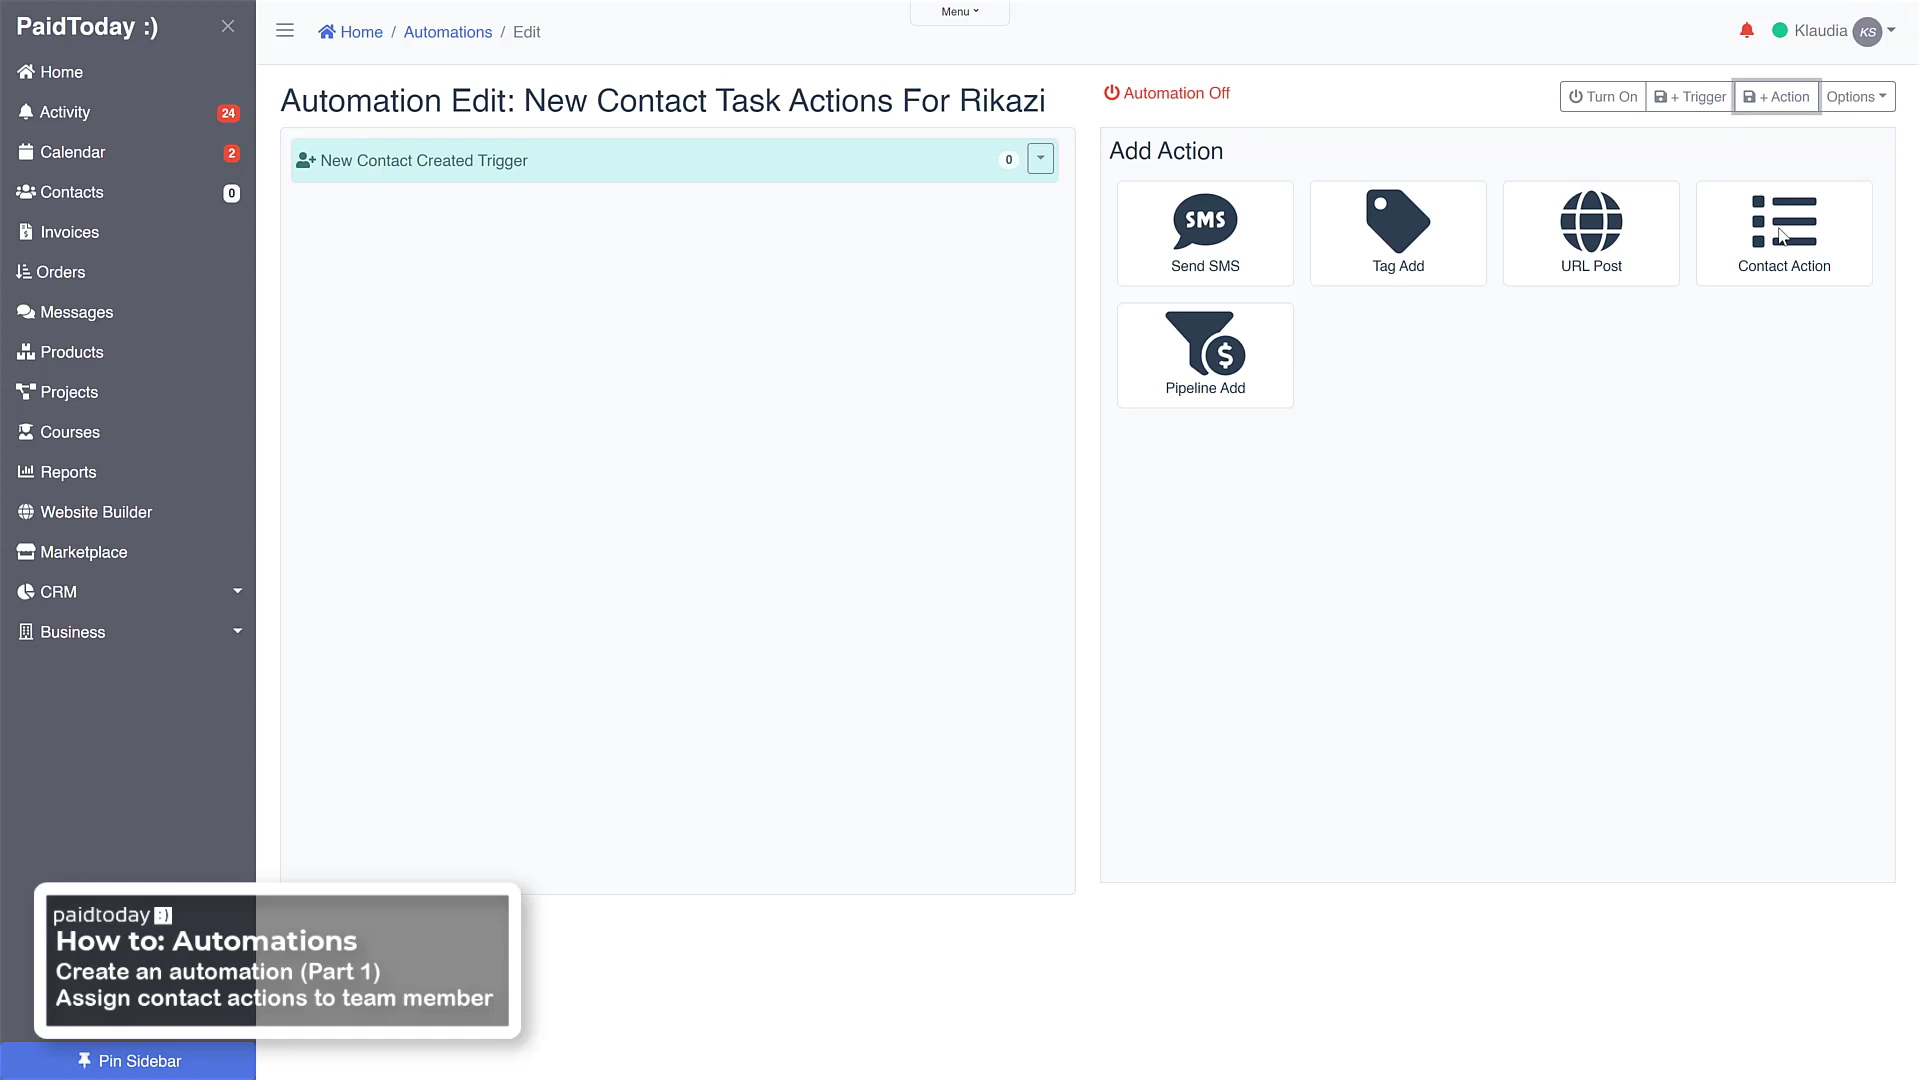 PaidToday :)
Home
Activity
24
Calendar
2
Contacts
0
Invoices
Orders
Messages
Products
Projects
Courses
Reports
Website Builder
Marketplace
CRM
Business
Pin Sidebar
Menu
Home / Automations / Edit
Klaudia KS
Automation Edit: New Contact Task Actions For Rikazi
New Contact Created Trigger 0
Automation Off
Turn On
+ Trigger
+ Action
Options
Add Action
SMS
Send SMS
Tag Add
URL Post
Contact Action
$
Pipeline Add
paidtoday :)
How to: Automations
Create an automation (Part 1)
Assign contact actions to team member